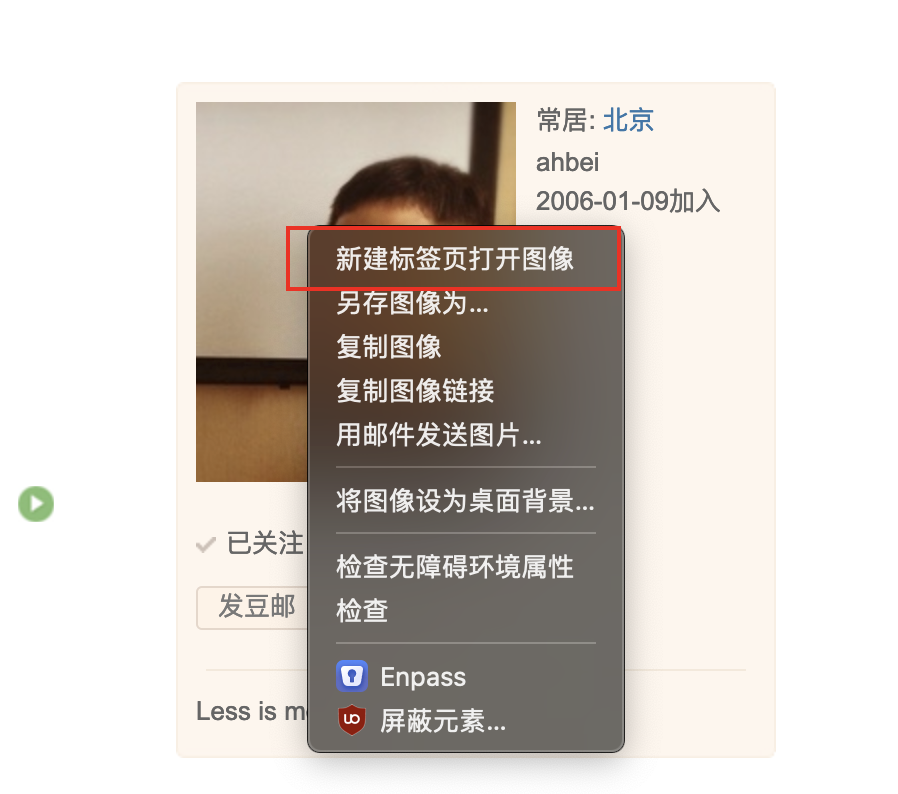 常居: 北京
ahbei
2006-01-09加入
新建标签页打开图像
另存图像为...
复制图像
复制图像链接
用邮件发送图片...
将图像设为桌面背景...
已关注
检查无障碍环境属性
发豆邮
检查
Enpass
Less is m
屏蔽元素...